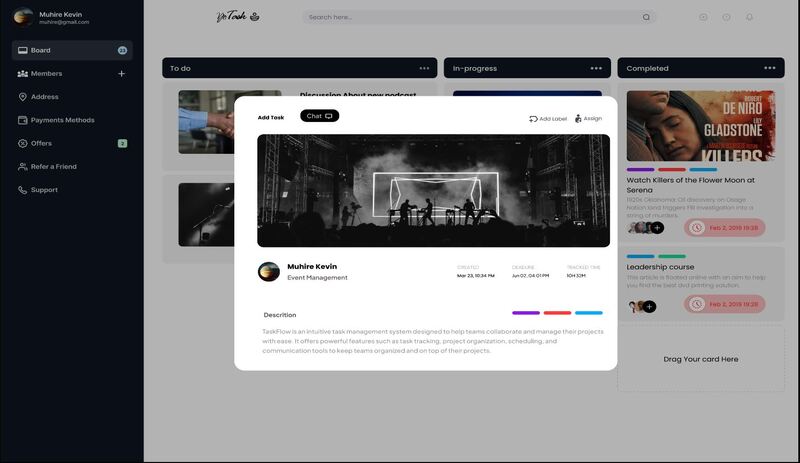 Muhire Kevin
muhire@gmail.com
YoTask
Search here...
Board
23
Members
Address
Payments Methods
Offers
2
Refer a Friend
Support
To do
In-progress
Completed
Discussion About new podcast
Add Task
Chat
Add Label
Assign
Muhire Kevin
Event Management
CREATED
Mar 23, 10:34 PM
DEADLINE
Jun 02, 04:01 PM
TRACKED TIME
10H 32M
Descrition
TaskFlow is an intuitive task management system designed to help teams collaborate and manage their projects
with ease. It offers powerful features such as task tracking, project organization, scheduling, and
communication tools to keep teams organized and on top of their projects.
ROBERT
DE NIRO
LILY
GLADSTONE
KILLERS
Watch Killers of the Flower Moon at
Serena
1920s Oklahoma: Oil discovery on Osage
Nation land triggers FBI investigation into a
string of murders.
Feb 2, 2019 19:28
Leadership course
This article is floated online with an aim to help
you find the best dvd printing solution.
Feb 2, 2019 19:28
Drag Your card Here